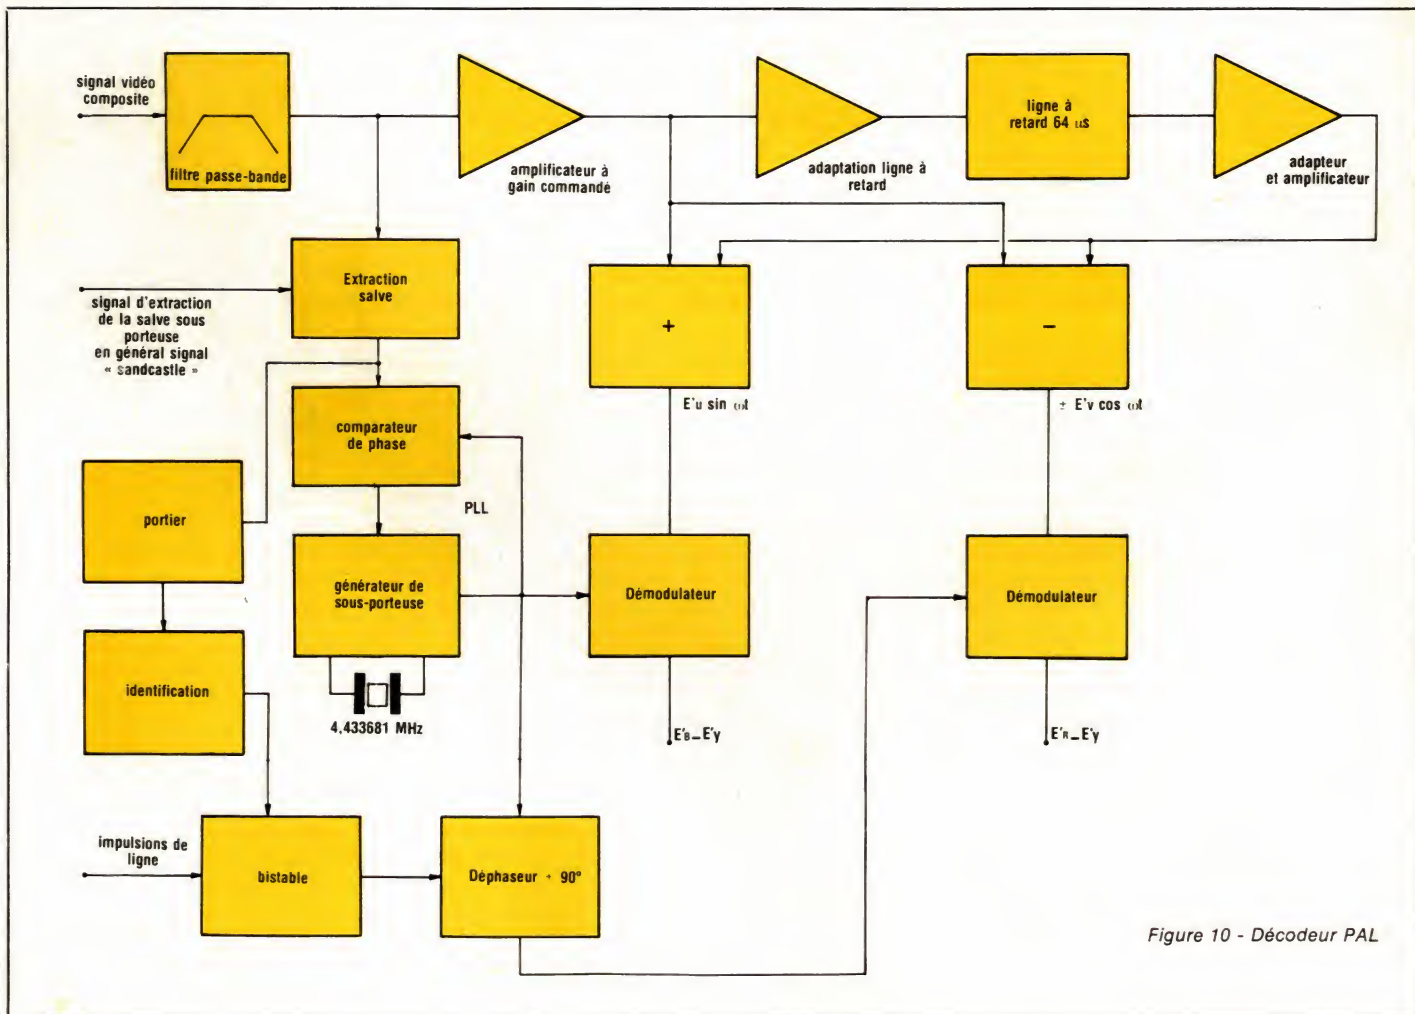 signal vidéo
composite
filtre passe-bande
amplificateur à
gain commandé
adaptation ligne à
retard
ligne à
retard 64 us
adapteur
et amplificateur
Extraction
salve
signal d'extraction
de la salve sous
porteuse
en général signal
« sandcastle »
+
−
E'u sin ωt
± E'v cos ωt
comparateur
de phase
PLL
portier
générateur de
sous-porteuse
Démodulateur
Démodulateur
identification
4,433681 MHz
E'B_E'y
E'R_E'y
impulsions de
ligne
bistable
Déphaseur + 90°
Figure 10 - Décodeur PAL